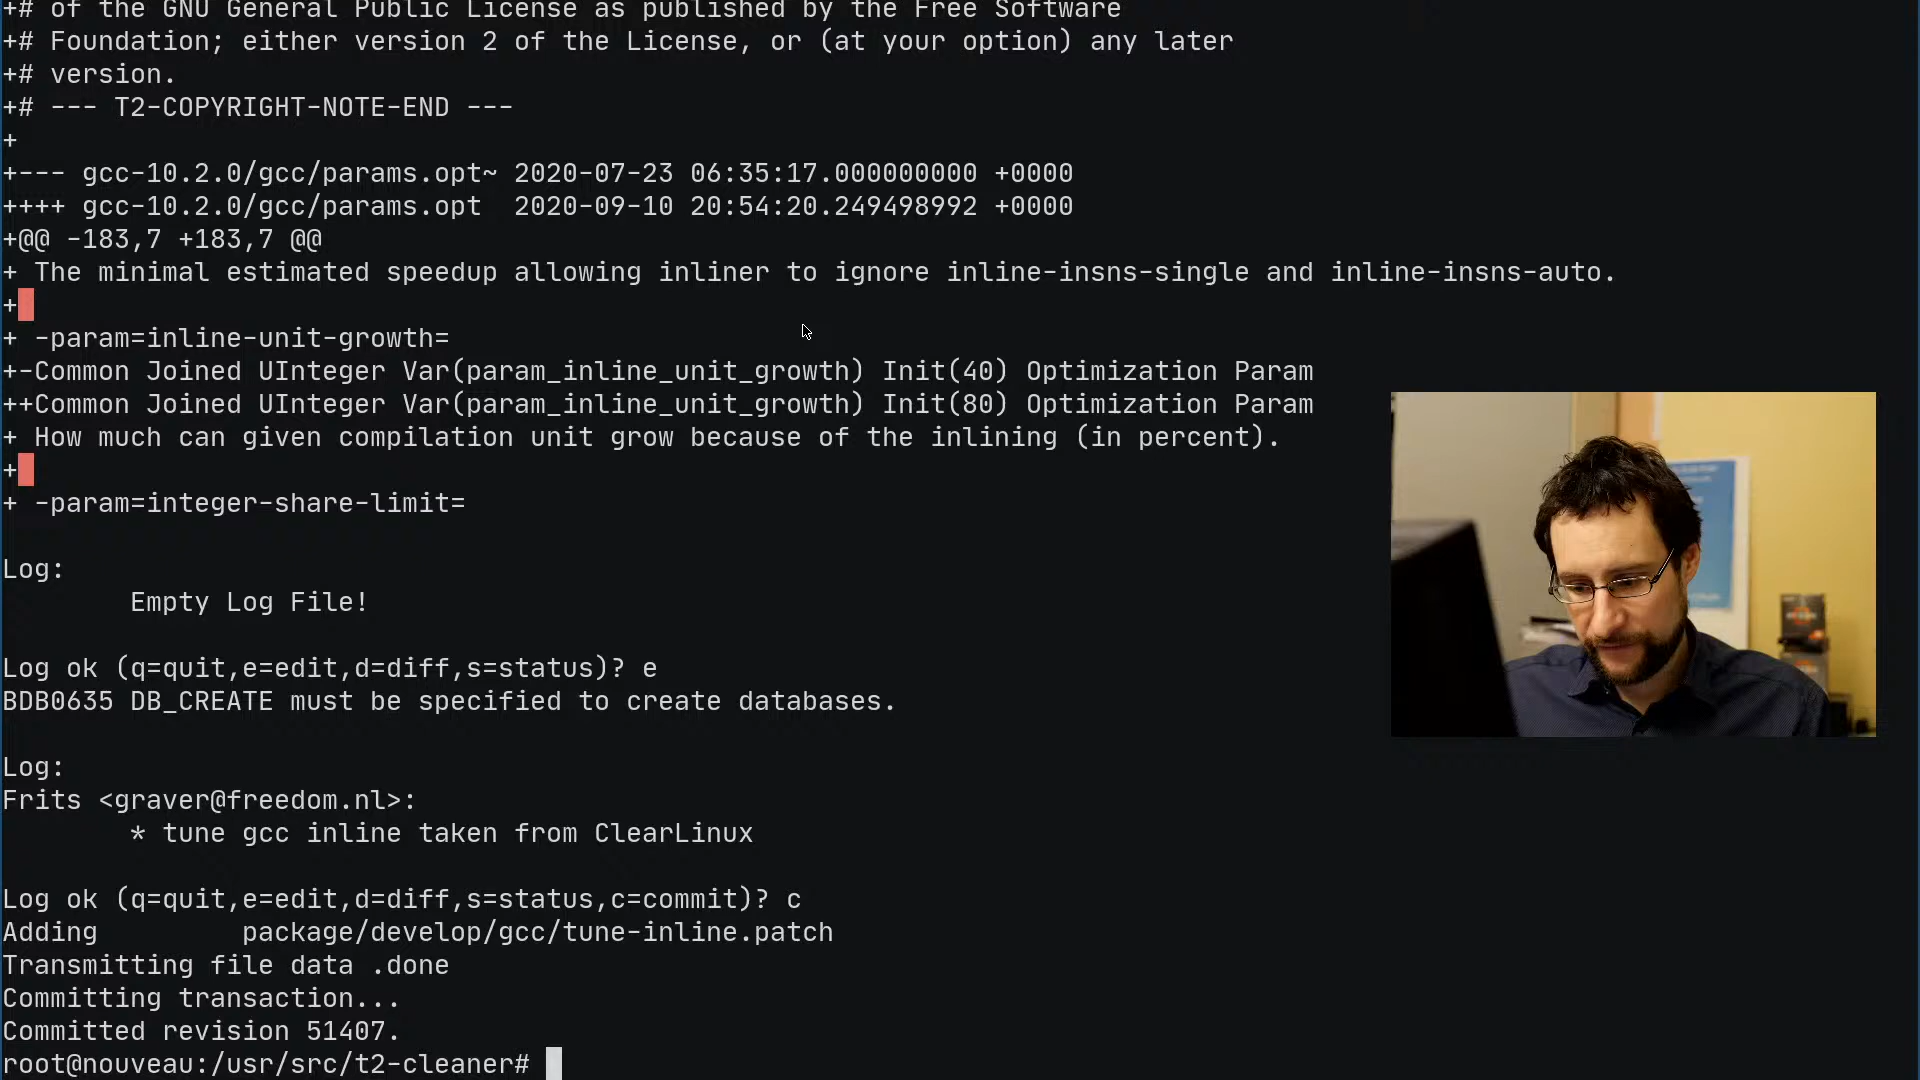 +# of the GNU General Public License as published by the Free Software
+# Foundation; either version 2 of the License, or (at your option) any later
+# version.
+# --- T2-COPYRIGHT-NOTE-END ---
+
+--- gcc-10.2.0/gcc/params.opt~ 2020-07-23 06:35:17.000000000 +0000
++++ gcc-10.2.0/gcc/params.opt  2020-09-10 20:54:20.249498992 +0000
+@@ -183,7 +183,7 @@
+ The minimal estimated speedup allowing inliner to ignore inline-insns-single and inline-insns-auto.
+
+ -param=inline-unit-growth=
+-Common Joined UInteger Var(param_inline_unit_growth) Init(40) Optimization Param
++Common Joined UInteger Var(param_inline_unit_growth) Init(80) Optimization Param
+ How much can given compilation unit grow because of the inlining (in percent).
+
+ -param=integer-share-limit=
Log:
        Empty Log File!
Log ok (q=quit,e=edit,d=diff,s=status)? e
BDB0635 DB_CREATE must be specified to create databases.
Log:
Frits <graver@freedom.nl>:
        * tune gcc inline taken from ClearLinux
Log ok (q=quit,e=edit,d=diff,s=status,c=commit)? c
Adding         package/develop/gcc/tune-inline.patch
Transmitting file data .done
Committing transaction...
Committed revision 51407.
root@nouveau:/usr/src/t2-cleaner#